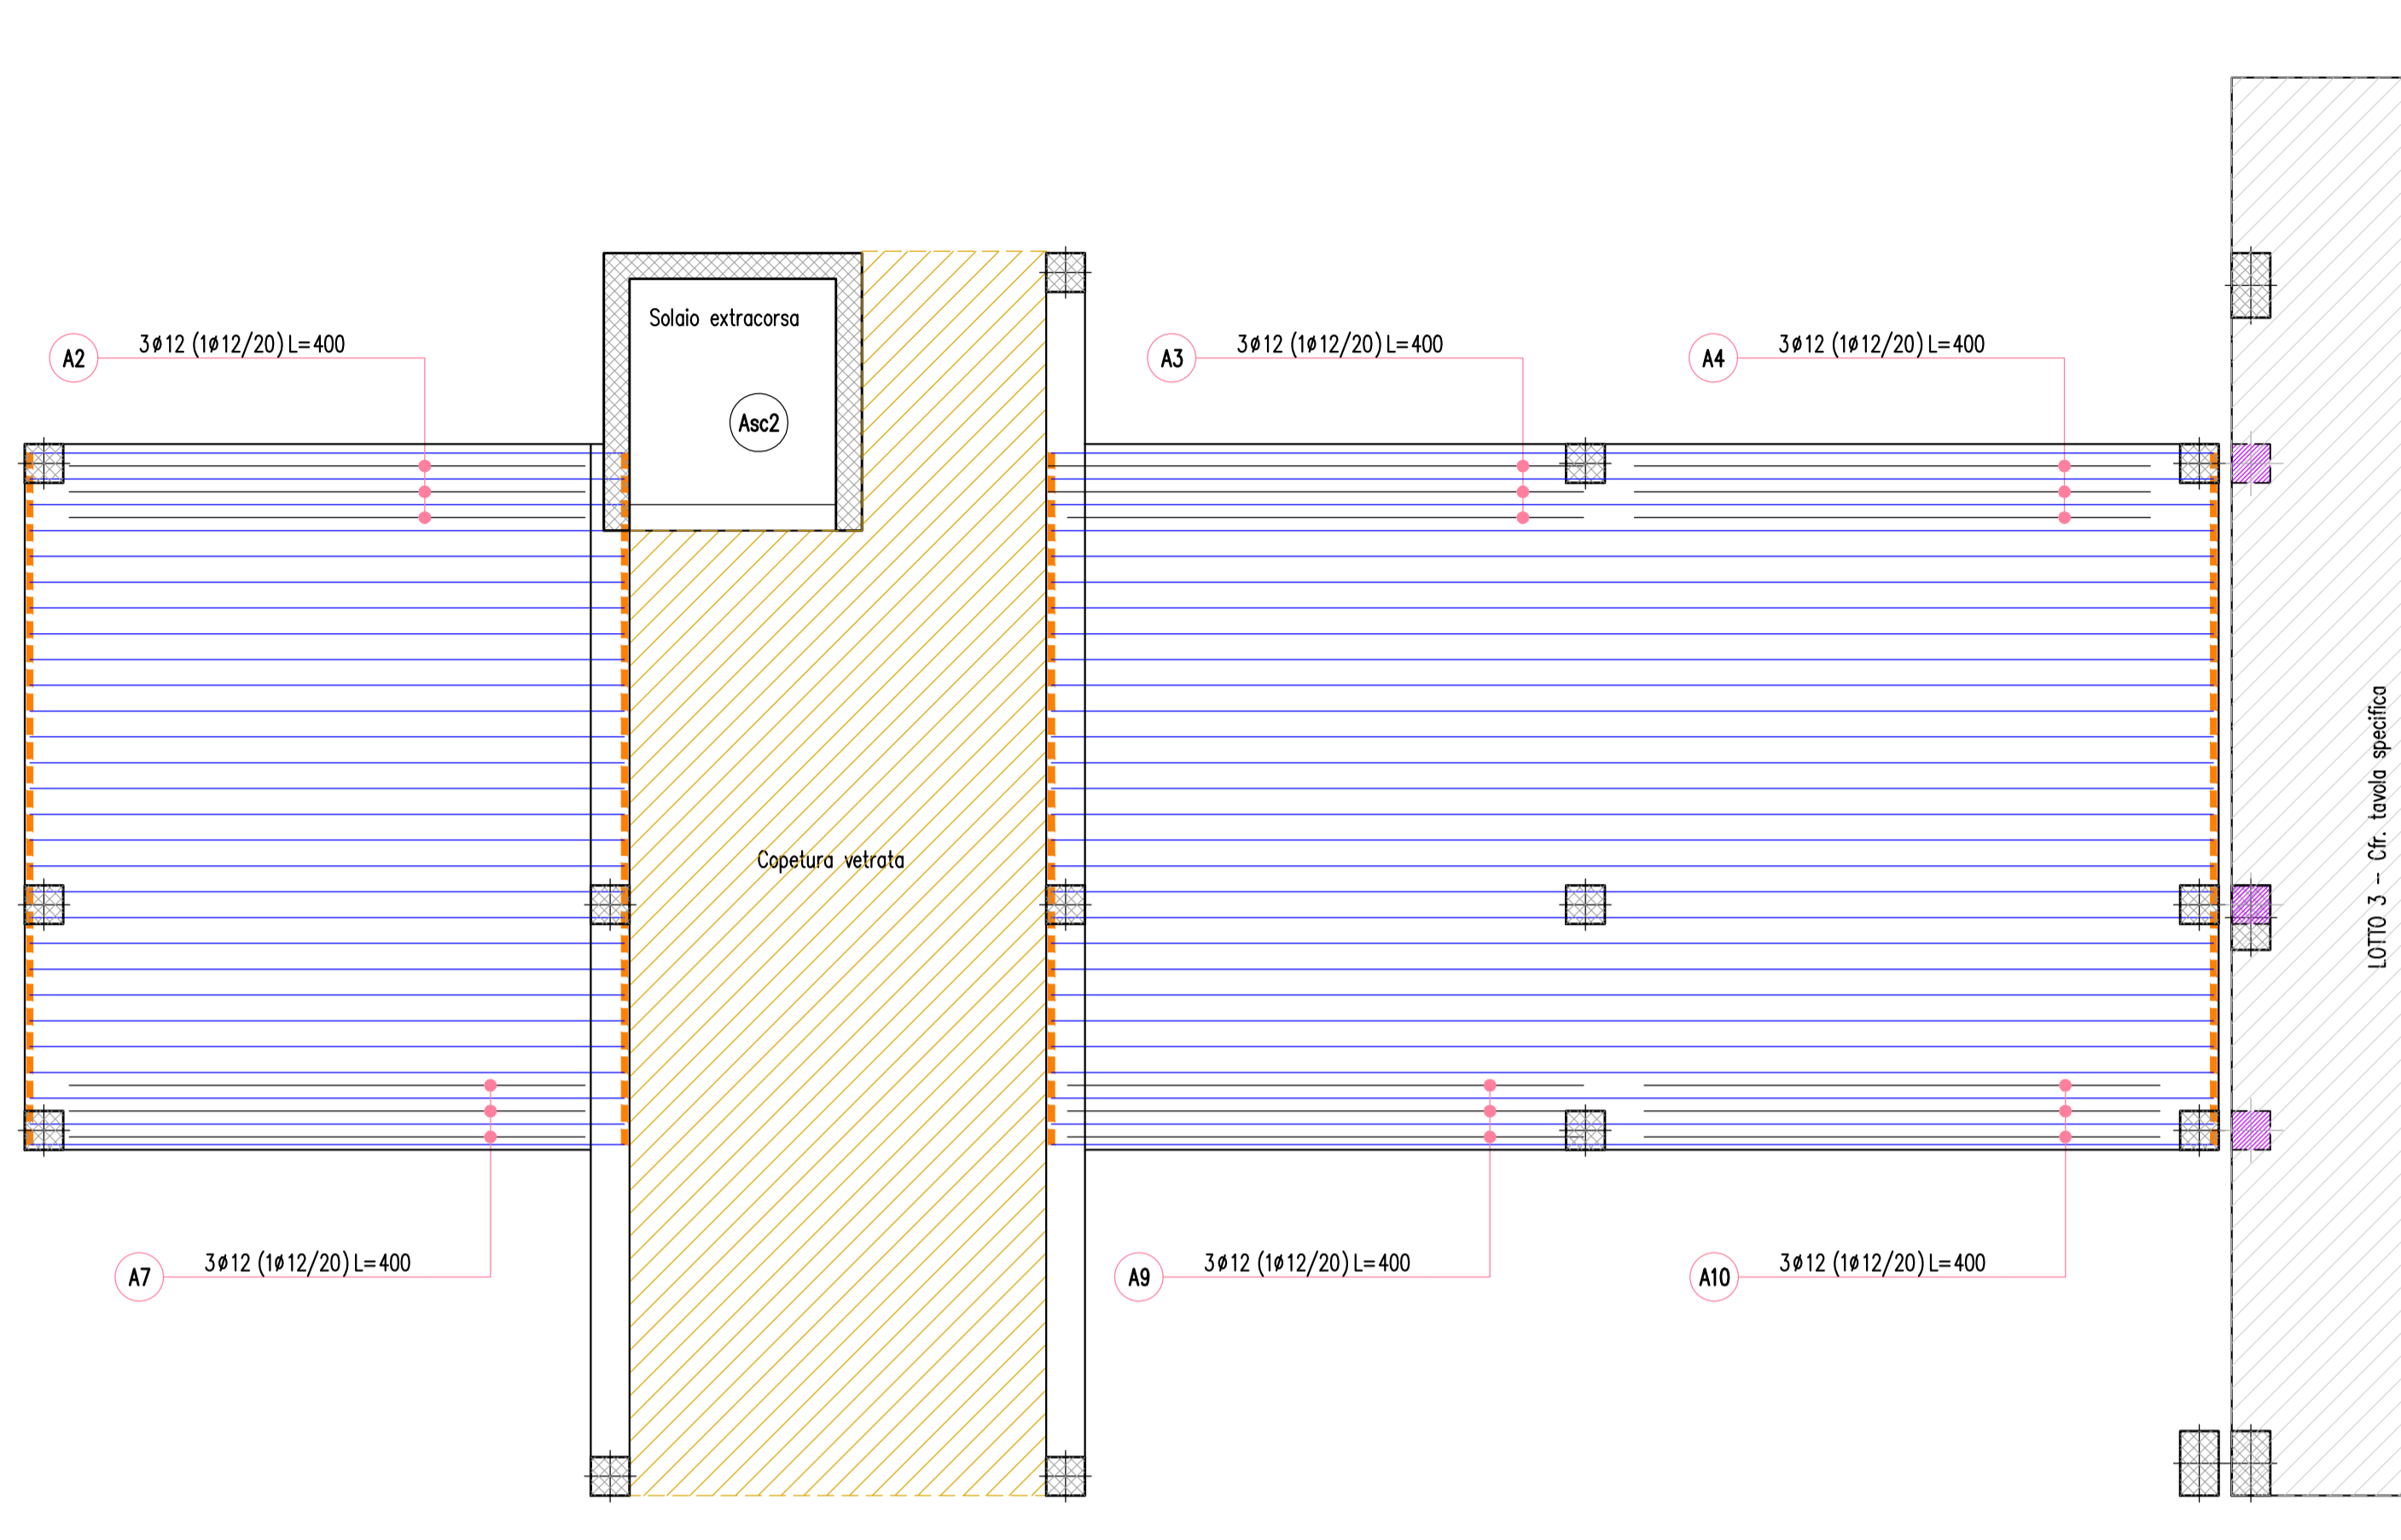 Solaio extracorsa
A2 3ø12 (1ø12/20) L=400
A3 3ø12 (1ø12/20) L=400
A4 3ø12 (1ø12/20) L=400
Asc2
Copetura vetrata
LOTTO 3 - Cfr. tavola specifica
A7 3ø12 (1ø12/20) L=400
A9 3ø12 (1ø12/20) L=400
A10 3ø12 (1ø12/20) L=400